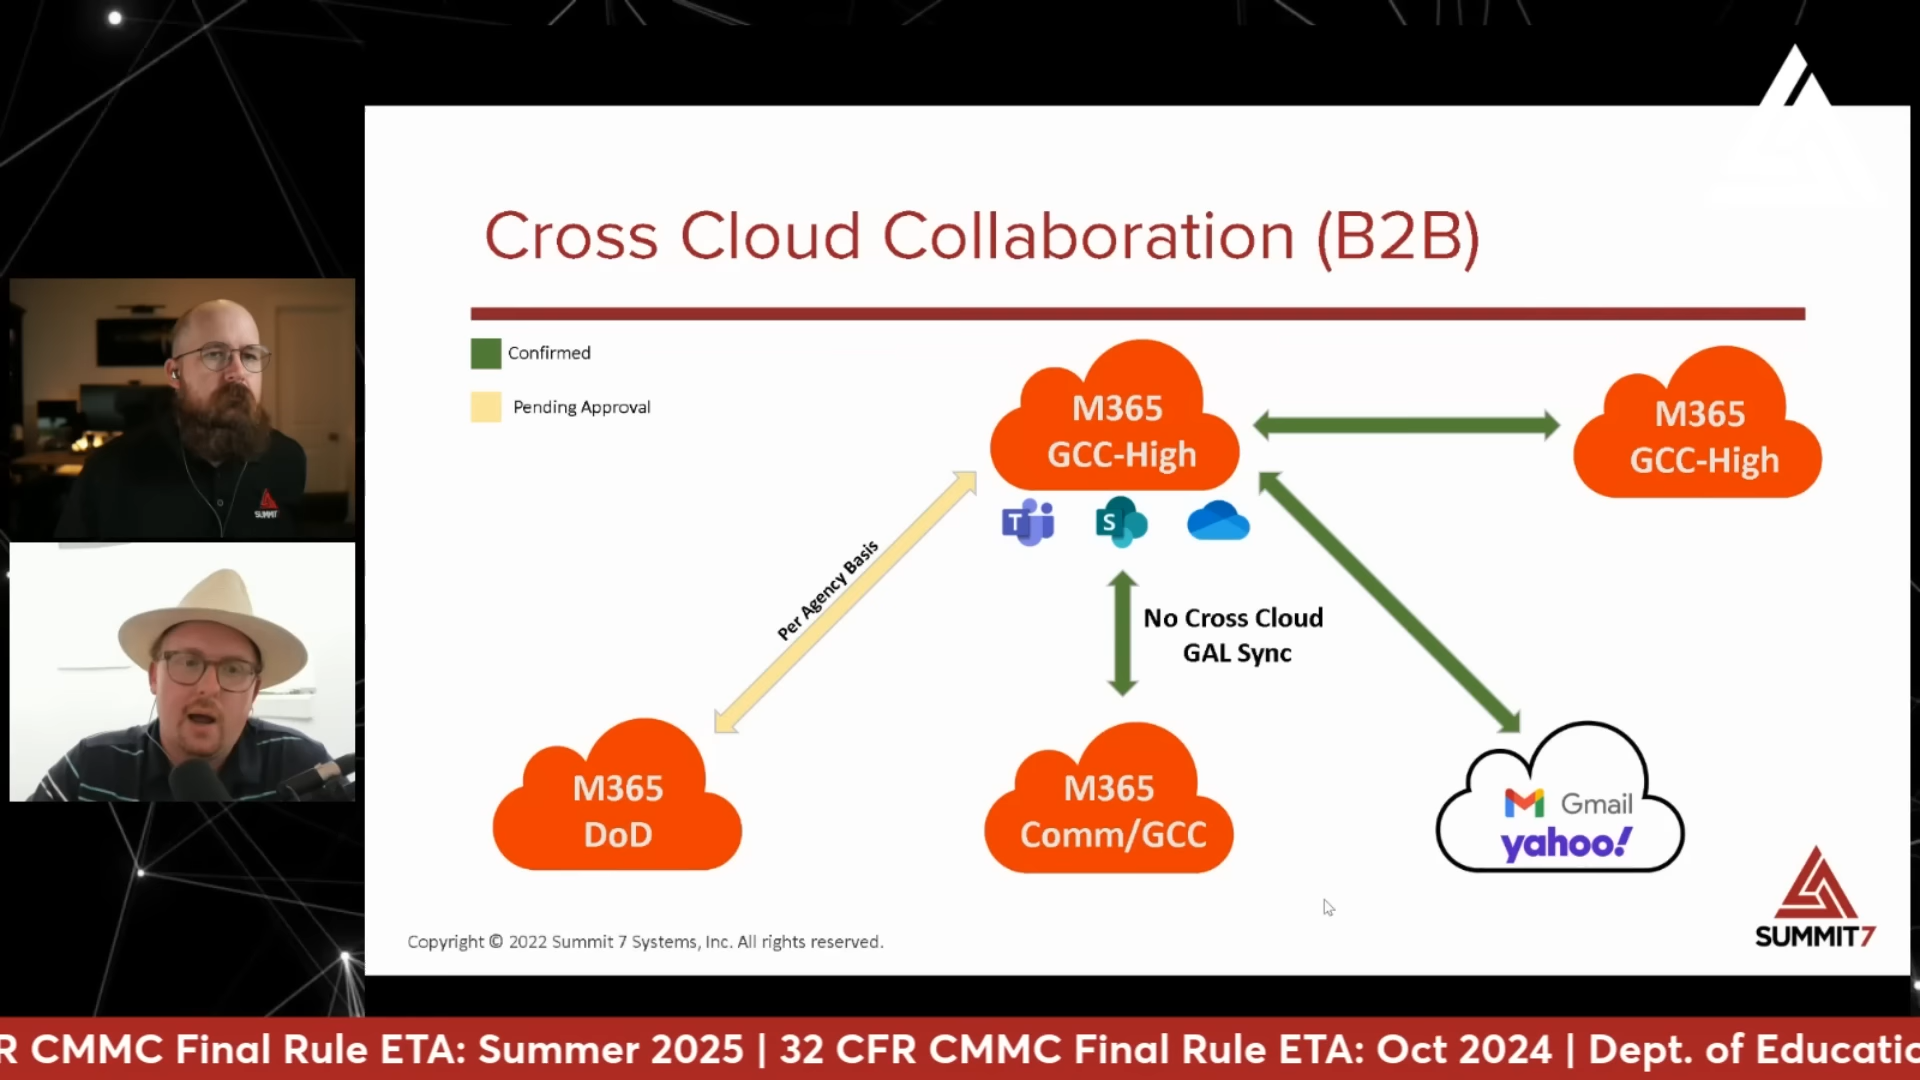 Cross Cloud Collaboration (B2B)
Confirmed
Pending Approval
M365
GCC-High
M365
GCC-High
T
S
Per Agency Basis
No Cross Cloud
GAL Sync
M365
DoD
M365
Comm/GCC
Gmail
yahoo!
SUMMIT
SUMMIT7
Copyright © 2022 Summit 7 Systems, Inc. All rights reserved.
R CMMC Final Rule ETA: Summer 2025 | 32 CFR CMMC Final Rule ETA: Oct 2024 | Dept. of Educatio